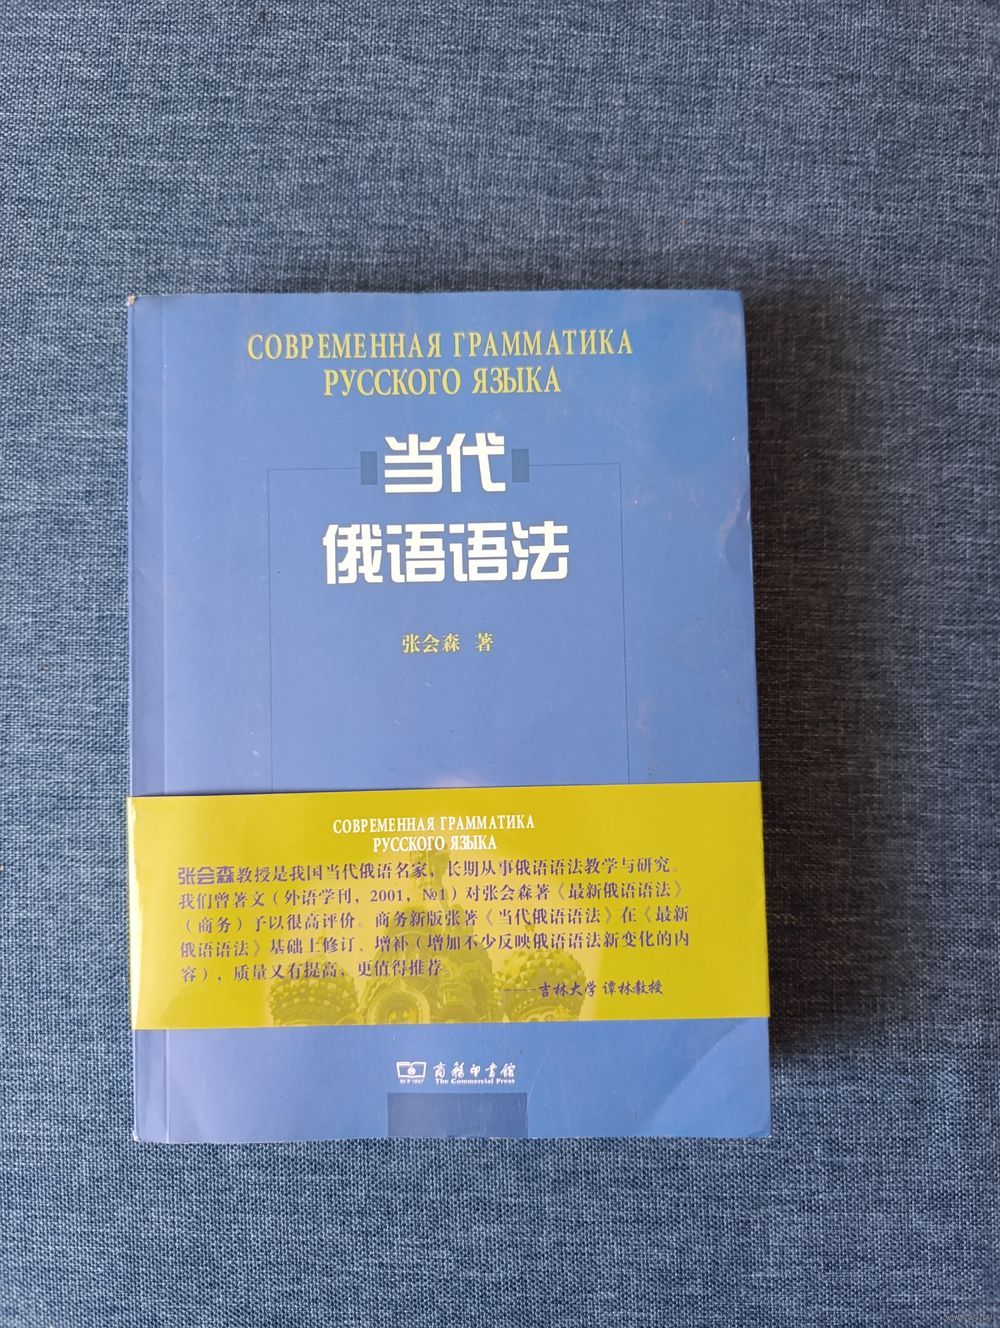 СОВРЕМЕННАЯ ГРАММАТИКА
РУССКОГО ЯЗЫКА
当代
俄语语法
张会森 著
СОВРЕМЕННАЯ ГРАММАТИКА
РУССКОГО ЯЗЫКА
张会森教授是我国当代俄语名家，长期从事俄语语法教学与研究。
我们曾著文（外语学刊，2001，№1）对张会森著《最新俄语语法》
（商务）予以很高评价。商务新版张著《当代俄语语法》在《最新
俄语语法》基础上修订、增补（增加不少反映俄语语法新变化的内
容），质量又有提高，更值得推荐。
——吉林大学 谭林教授
商务印书馆
The Commercial Press